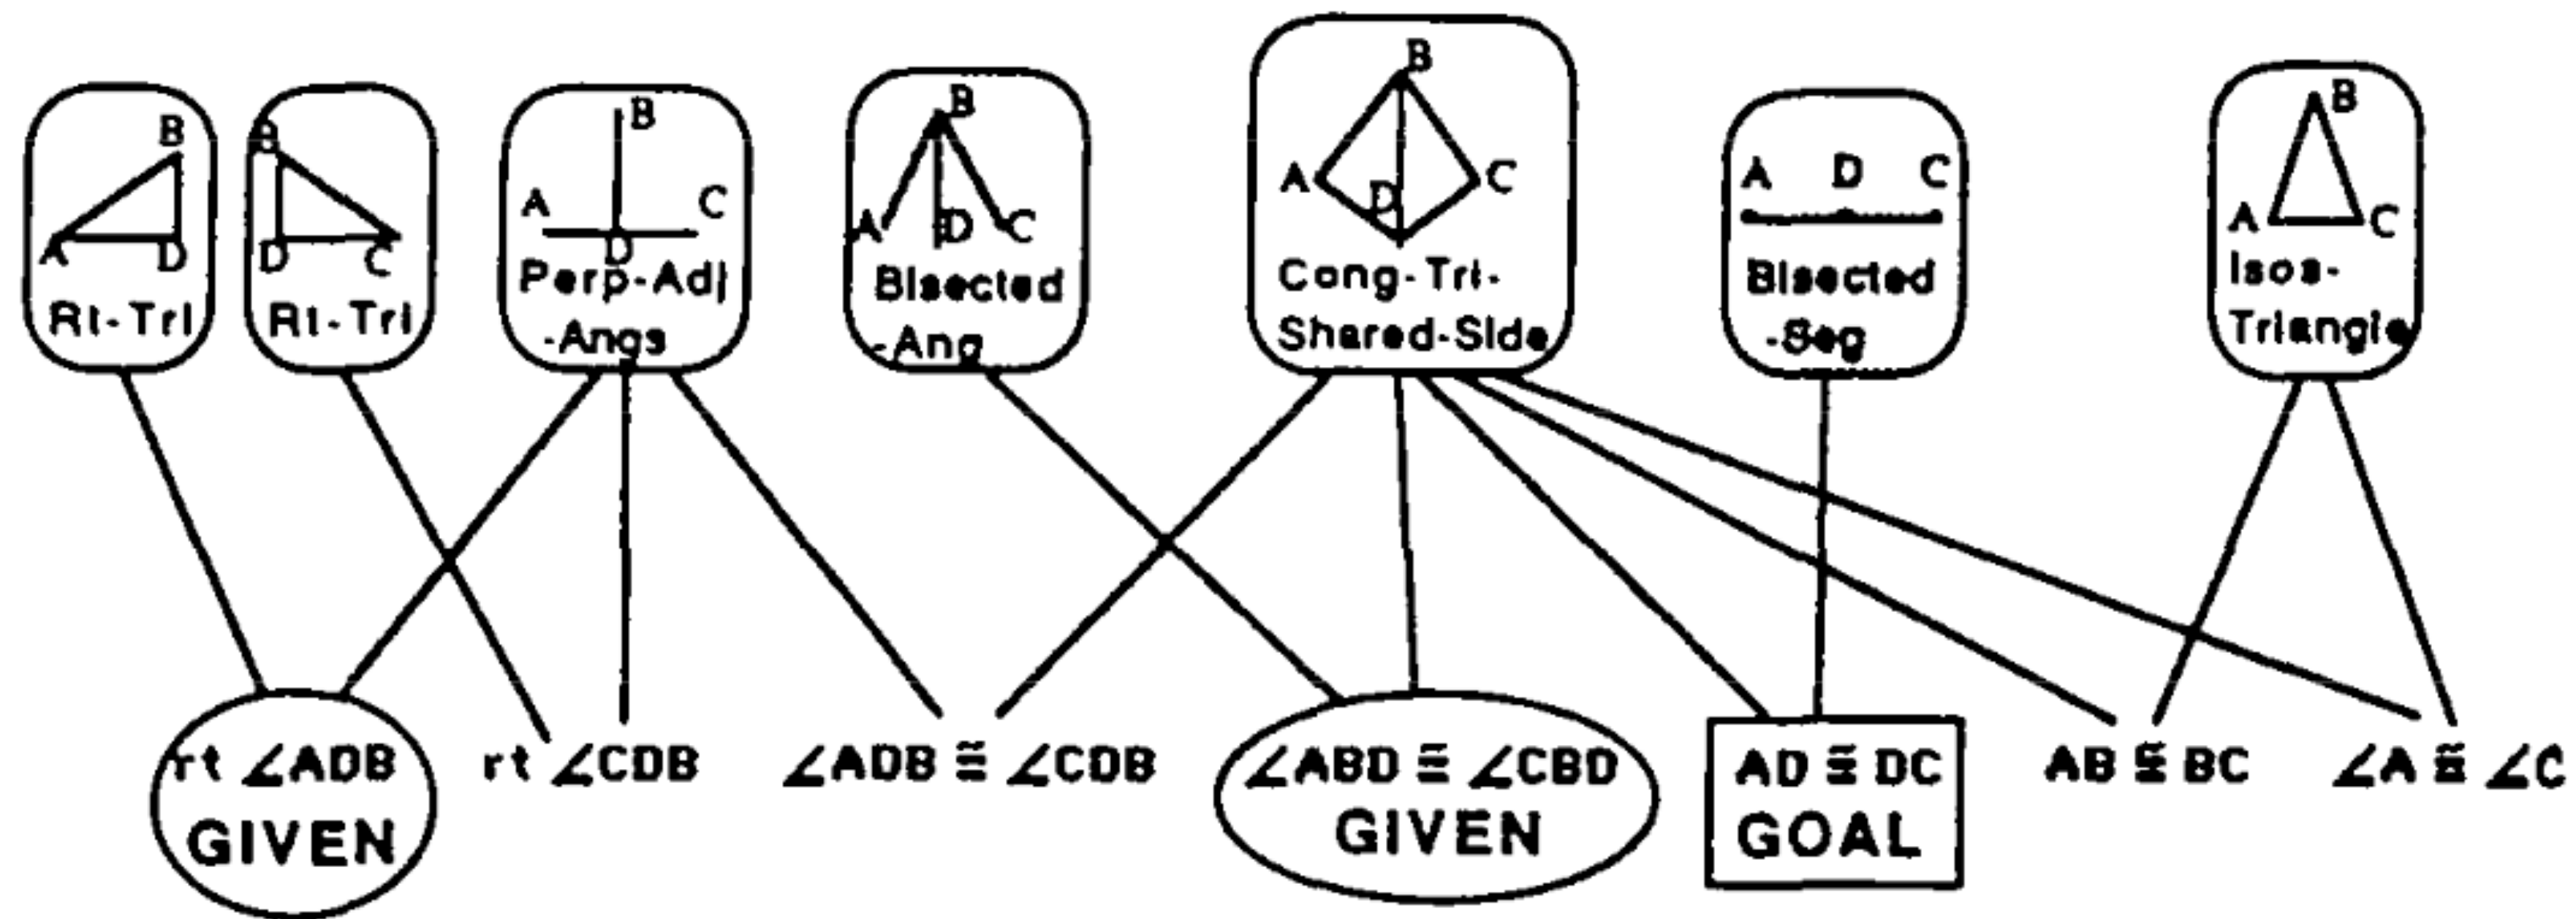 B
A D
Rt-Tri
B
D C
Rt-Tri
B
A C
D
Perp-Adj
-Angs
B
A D C
Bisected
-Ang
B
A D C
Cong-Tri-
Shared-Side
A D C
Bisected
-Seg
B
A C
Isos-
Triangle
rt ∠ADB
GIVEN
rt ∠CDB
∠ADB ≅ ∠CDB
∠ABD ≅ ∠CBD
GIVEN
AD ≅ DC
GOAL
AB ≅ BC
∠A ≅ ∠C